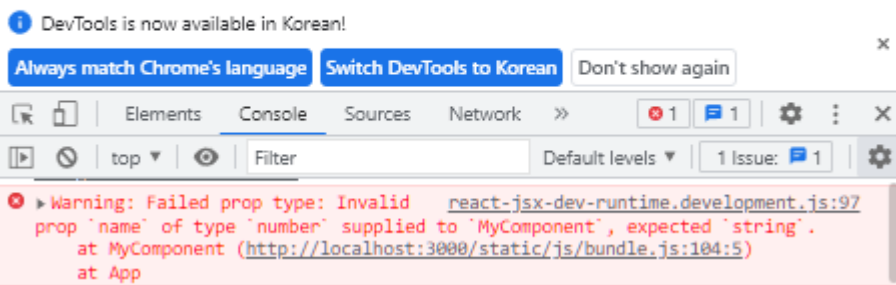 DevTools is now available in Korean!
Always match Chrome's language Switch DevTools to Korean Don't show again
Elements Console Sources Network » 1 1
top ▼ Filter Default levels ▼ 1 Issue: 1
▶Warning: Failed prop type: Invalid react-jsx-dev-runtime.development.js:97
prop `name` of type `number` supplied to `MyComponent`, expected `string`.
at MyComponent (http://localhost:3000/static/js/bundle.js:104:5)
at App